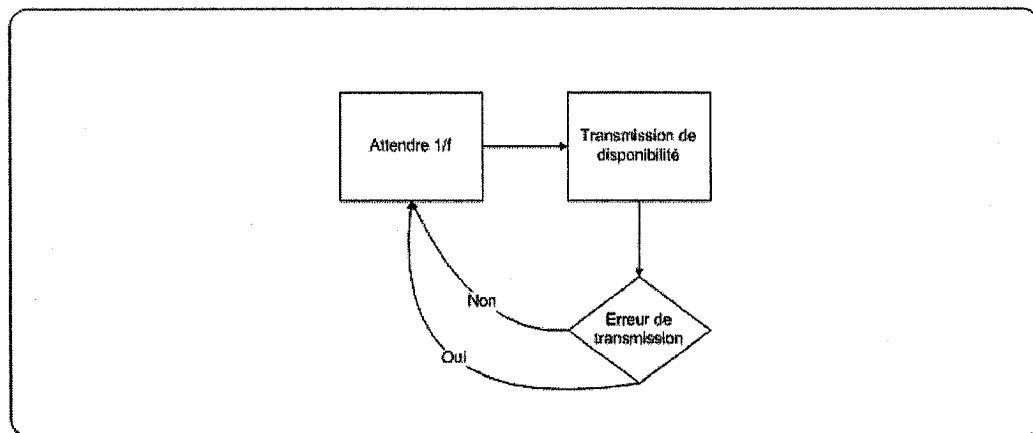 Attendre 1/f
Transmission de
disponibilité
Non
Erreur de
transmission
Oui